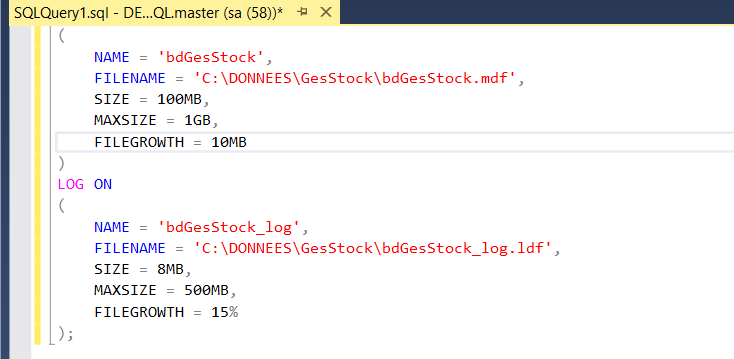 SQLQuery1.sql - DE...QL.master (sa (58))*
(
NAME = 'bdGesStock',
FILENAME = 'C:\DONNEES\GesStock\bdGesStock.mdf',
SIZE = 100MB,
MAXSIZE = 1GB,
FILEGROWTH = 10MB
)
LOG ON
(
NAME = 'bdGesStock_log',
FILENAME = 'C:\DONNEES\GesStock\bdGesStock_log.ldf',
SIZE = 8MB,
MAXSIZE = 500MB,
FILEGROWTH = 15%
);